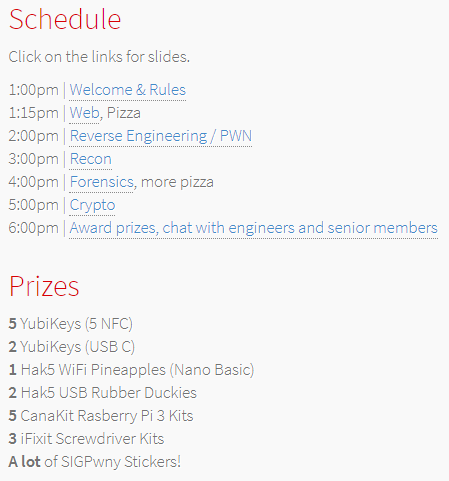 Schedule
Click on the links for slides.
1:00pm | Welcome & Rules
1:15pm | Web, Pizza
2:00pm | Reverse Engineering / PWN
3:00pm | Recon
4:00pm | Forensics, more pizza
5:00pm | Crypto
6:00pm | Award prizes, chat with engineers and senior members
Prizes
5 YubiKeys (5 NFC)
2 YubiKeys (USB C)
1 Hak5 WiFi Pineapples (Nano Basic)
2 Hak5 USB Rubber Duckies
5 CanaKit Rasberry Pi 3 Kits
3 iFixit Screwdriver Kits
A lot of SIGPwny Stickers!